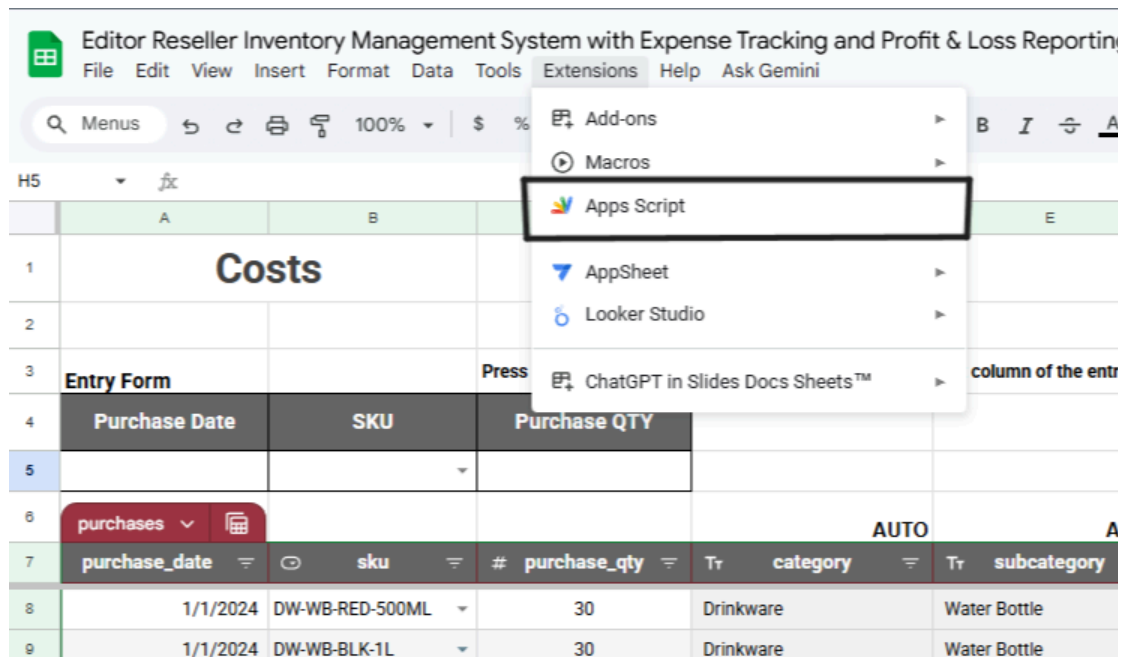 Editor Reseller Inventory Management System with Expense Tracking and Profit & Loss Reporting
File Edit View Insert Format Data Tools Extensions Help Ask Gemini
Menus 100% $ % B I A
Add-ons
Macros
Apps Script
AppSheet
Looker Studio
ChatGPT in Slides Docs Sheets™
H5 fx
A B E
1 Costs
2
3 Entry Form Press column of the entr
4 Purchase Date SKU Purchase QTY
5
6 purchases AUTO A
7 purchase_date sku # purchase_qty Tт category Tт subcategory
8 1/1/2024 DW-WB-RED-500ML 30 Drinkware Water Bottle
9 1/1/2024 DW-WB-BLK-1L 30 Drinkware Water Bottle